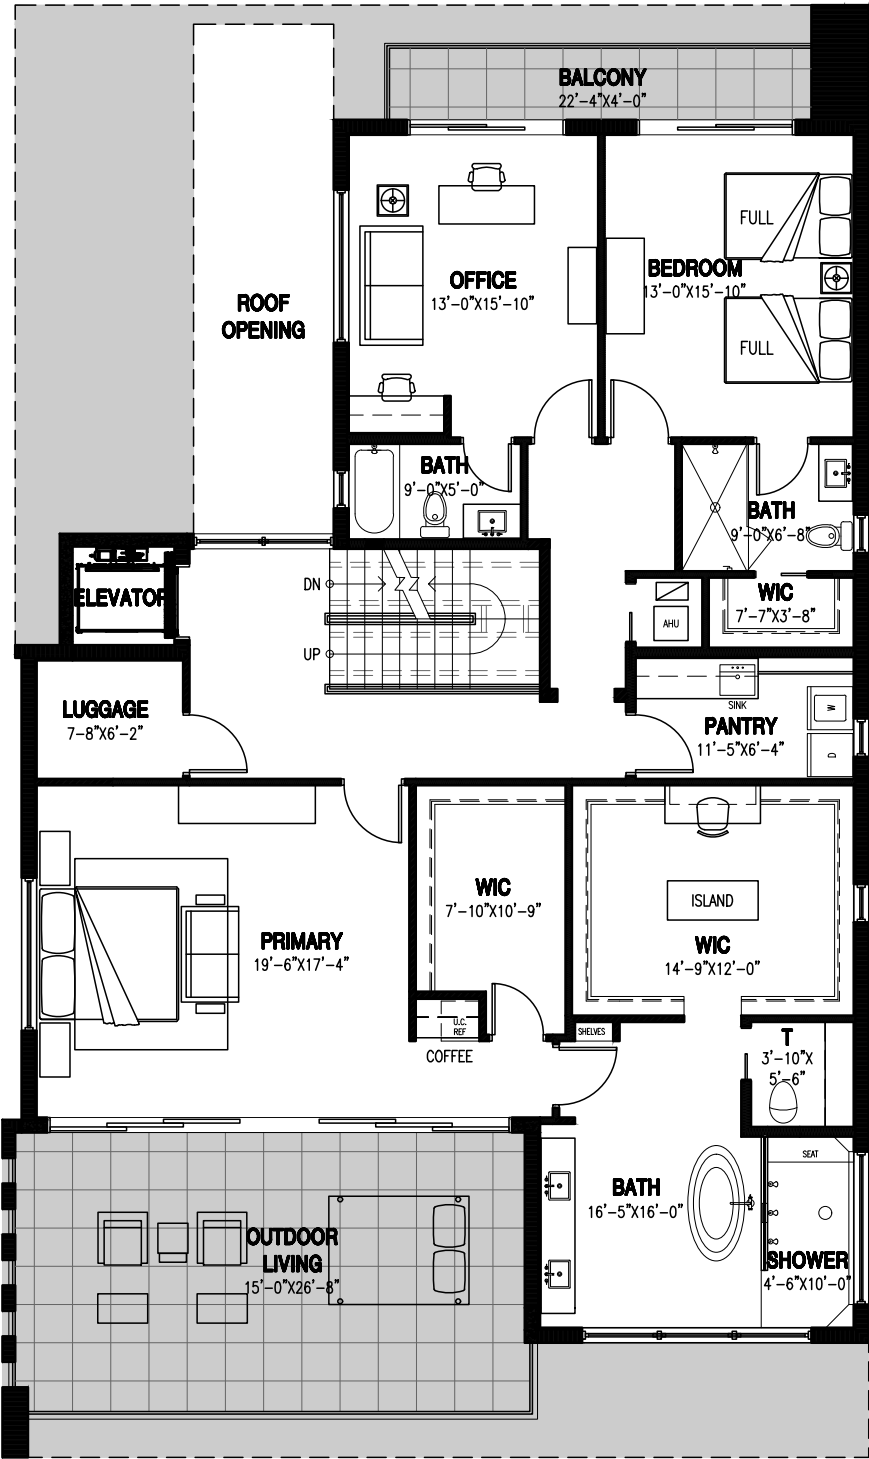 BALCONY
22'-4"X4'-0"
FULL
OFFICE
13'-0"X15'-10"
BEDROOM
13'-0"X15'-10"
ROOF
OPENING
FULL
BATH
9'-0"X5'-0"
BATH
9'-0"X6'-8"
DN
ELEVATOR
WIC
7'-7"X3'-8"
AHU
UP
LUGGAGE
7-8"X6'-2"
SINK
W
PANTRY
11'-5"X6'-4"
D
WIC
7'-10"X10'-9"
ISLAND
PRIMARY
19'-6"X17'-4"
WIC
14'-9"X12'-0"
U.C.
REF
COFFEE
SHELVES
T
3'-10"X
5'-6"
SEAT
BATH
16'-5"X16'-0"
OUTDOOR
LIVING
15'-0"X26'-8"
SHOWER
4'-6"X10'-0"